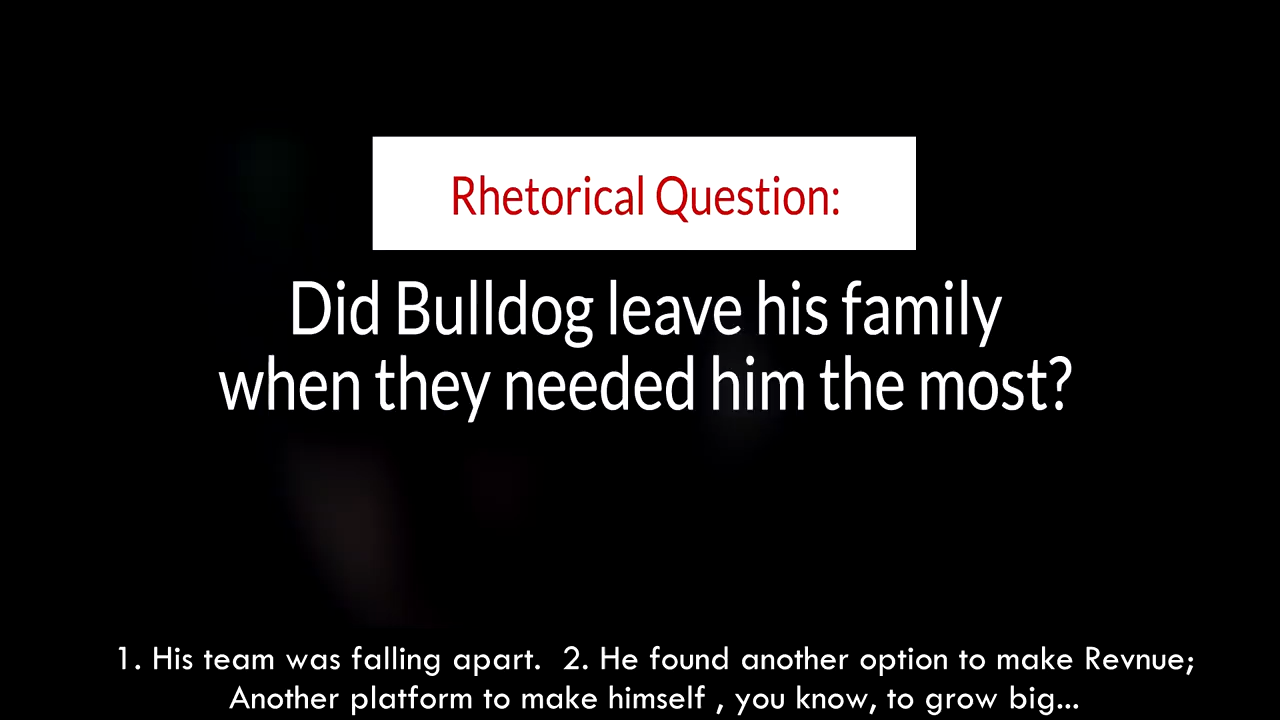 Rhetorical Question:
Did Bulldog leave his family
when they needed him the most?
1. His team was falling apart.  2. He found another option to make Revnue;
Another platform to make himself , you know, to grow big...